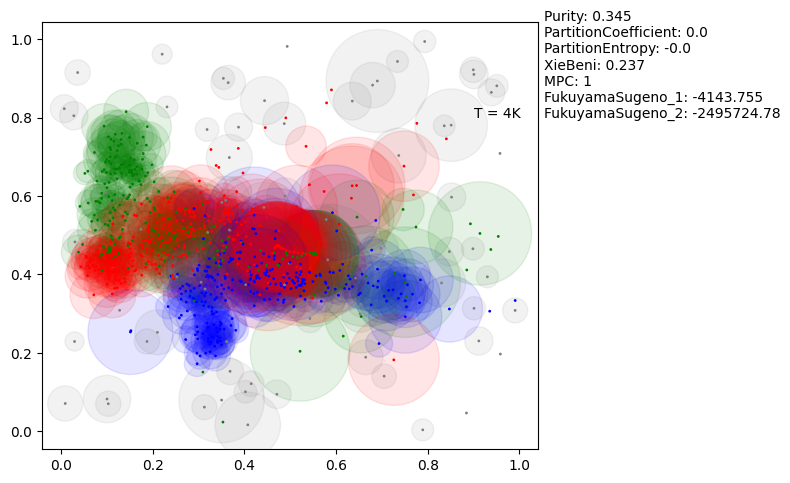 Purity: 0.345
PartitionCoefficient: 0.0
PartitionEntropy: -0.0
XieBeni: 0.237
MPC: 1
FukuyamaSugeno_1: -4143.755
FukuyamaSugeno_2: -2495724.78
T = 4K
1.0
0.8
0.6
0.4
0.2
0.0
0.0 0.2 0.4 0.6 0.8 1.0